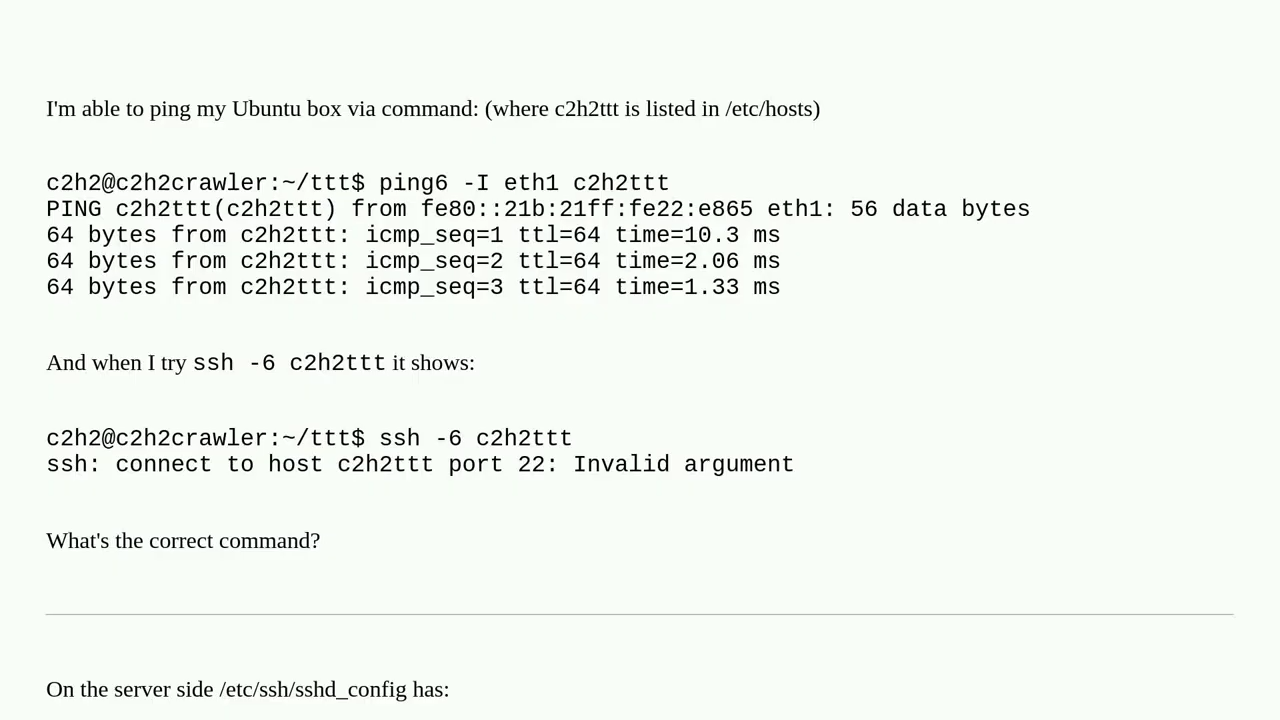 I'm able to ping my Ubuntu box via command: (where c2h2ttt is listed in /etc/hosts)
c2h2@c2h2crawler:~/ttt$ ping6 -I eth1 c2h2ttt
PING c2h2ttt(c2h2ttt) from fe80::21b:21ff:fe22:e865 eth1: 56 data bytes
64 bytes from c2h2ttt: icmp_seq=1 ttl=64 time=10.3 ms
64 bytes from c2h2ttt: icmp_seq=2 ttl=64 time=2.06 ms
64 bytes from c2h2ttt: icmp_seq=3 ttl=64 time=1.33 ms
And when I try ssh -6 c2h2ttt it shows:
c2h2@c2h2crawler:~/ttt$ ssh -6 c2h2ttt
ssh: connect to host c2h2ttt port 22: Invalid argument
What's the correct command?
On the server side /etc/ssh/sshd_config has: